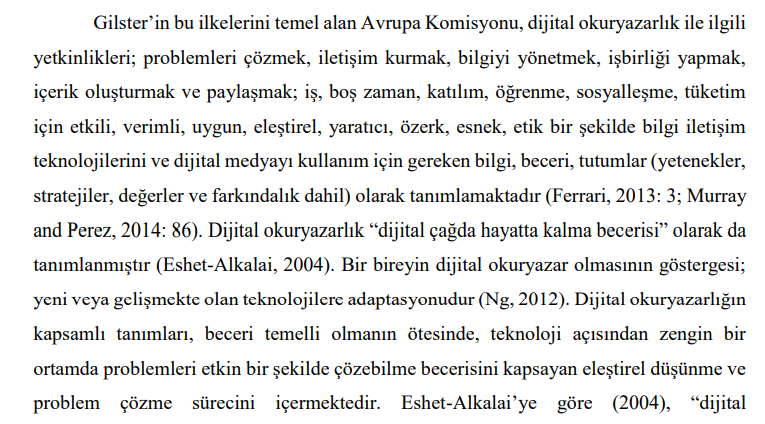 Gilster’in bu ilkelerini temel alan Avrupa Komisyonu, dijital okuryazarlık ile ilgili
yetkinlikleri; problemleri çözmek, iletişim kurmak, bilgiyi yönetmek, işbirliği yapmak,
içerik oluşturmak ve paylaşmak; iş, boş zaman, katılım, öğrenme, sosyalleşme, tüketim
için etkili, verimli, uygun, eleştirel, yaratıcı, özerk, esnek, etik bir şekilde bilgi iletişim
teknolojilerini ve dijital medyayı kullanım için gereken bilgi, beceri, tutumlar (yetenekler,
stratejiler, değerler ve farkındalık dahil) olarak tanımlamaktadır (Ferrari, 2013: 3; Murray
and Perez, 2014: 86). Dijital okuryazarlık “dijital çağda hayatta kalma becerisi” olarak da
tanımlanmıştır (Eshet-Alkalai, 2004). Bir bireyin dijital okuryazar olmasının göstergesi;
yeni veya gelişmekte olan teknolojilere adaptasyonudur (Ng, 2012). Dijital okuryazarlığın
kapsamlı tanımları, beceri temelli olmanın ötesinde, teknoloji açısından zengin bir
ortamda problemleri etkin bir şekilde çözebilme becerisini kapsayan eleştirel düşünme ve
problem çözme sürecini içermektedir. Eshet-Alkalai’ye göre (2004), “dijital